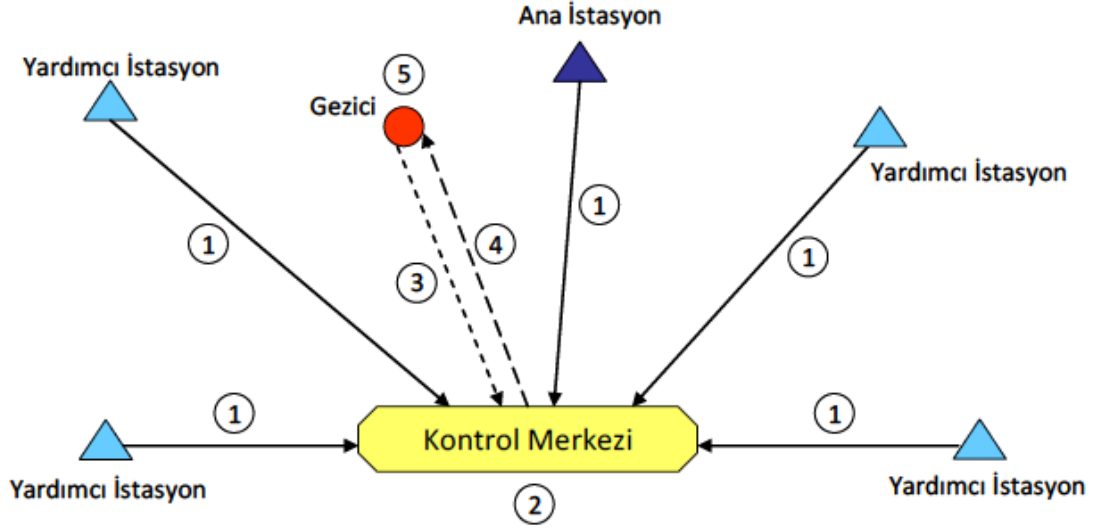 Ana İstasyon
Yardımcı İstasyon
5
Gezici
Yardımcı İstasyon
1
1
4
1
3
1
1
Kontrol Merkezi
Yardımcı İstasyon
Yardımcı İstasyon
2